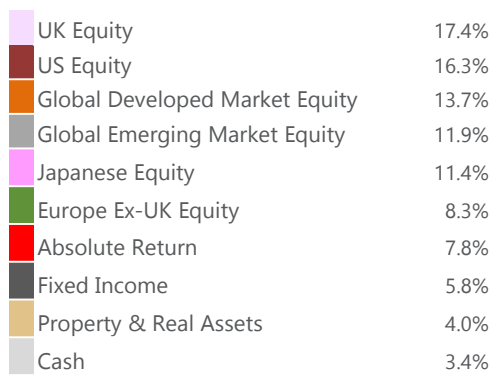 UK Equity 17.4%
US Equity 16.3%
Global Developed Market Equity 13.7%
Global Emerging Market Equity 11.9%
Japanese Equity 11.4%
Europe Ex-UK Equity 8.3%
Absolute Return 7.8%
Fixed Income 5.8%
Property & Real Assets 4.0%
Cash 3.4%